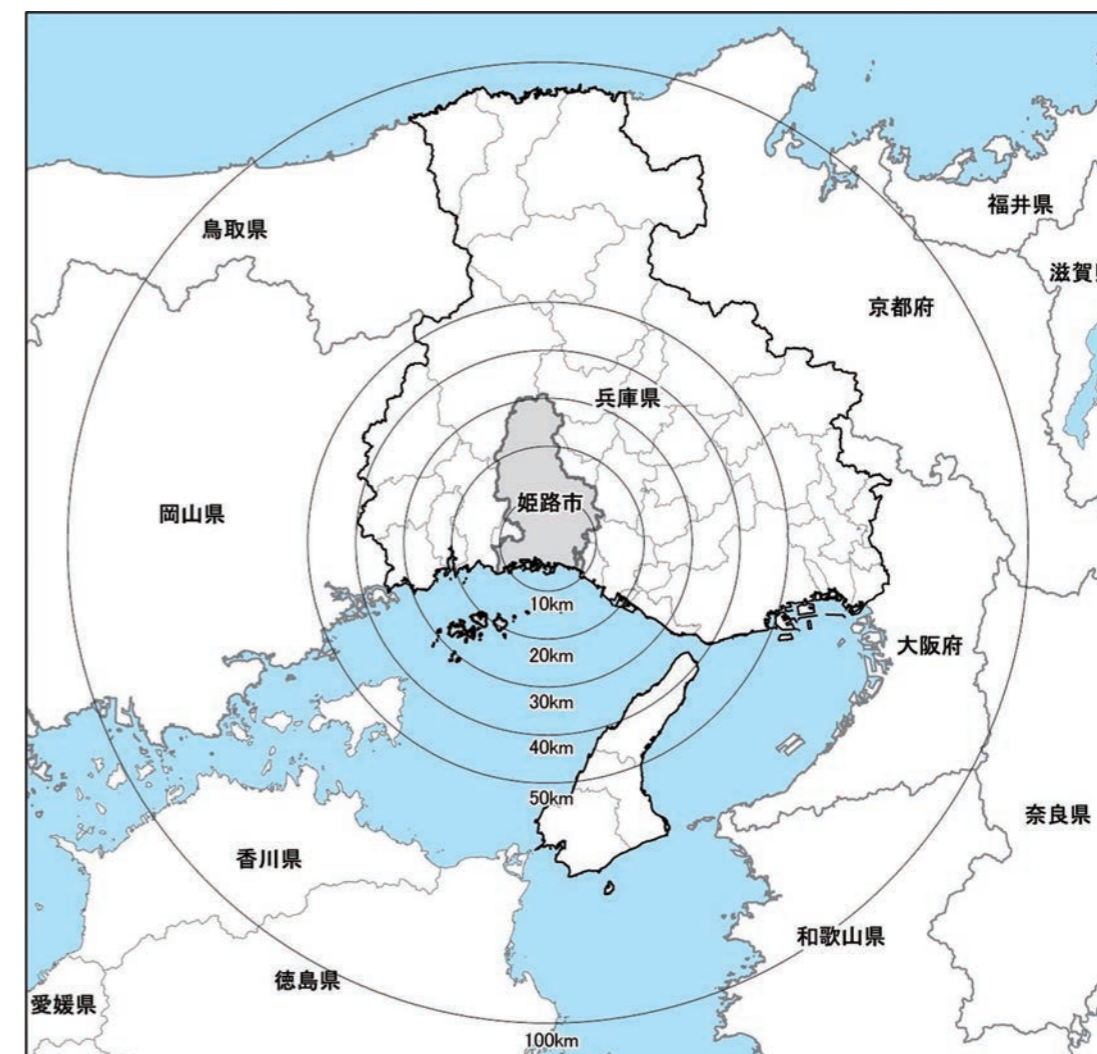 福井県
鳥取県
滋賀県
京都府
兵庫県
姫路市
岡山県
10km
大阪府
20km
30km
40km
50km
奈良県
香川県
和歌山県
徳島県
愛媛県
100km